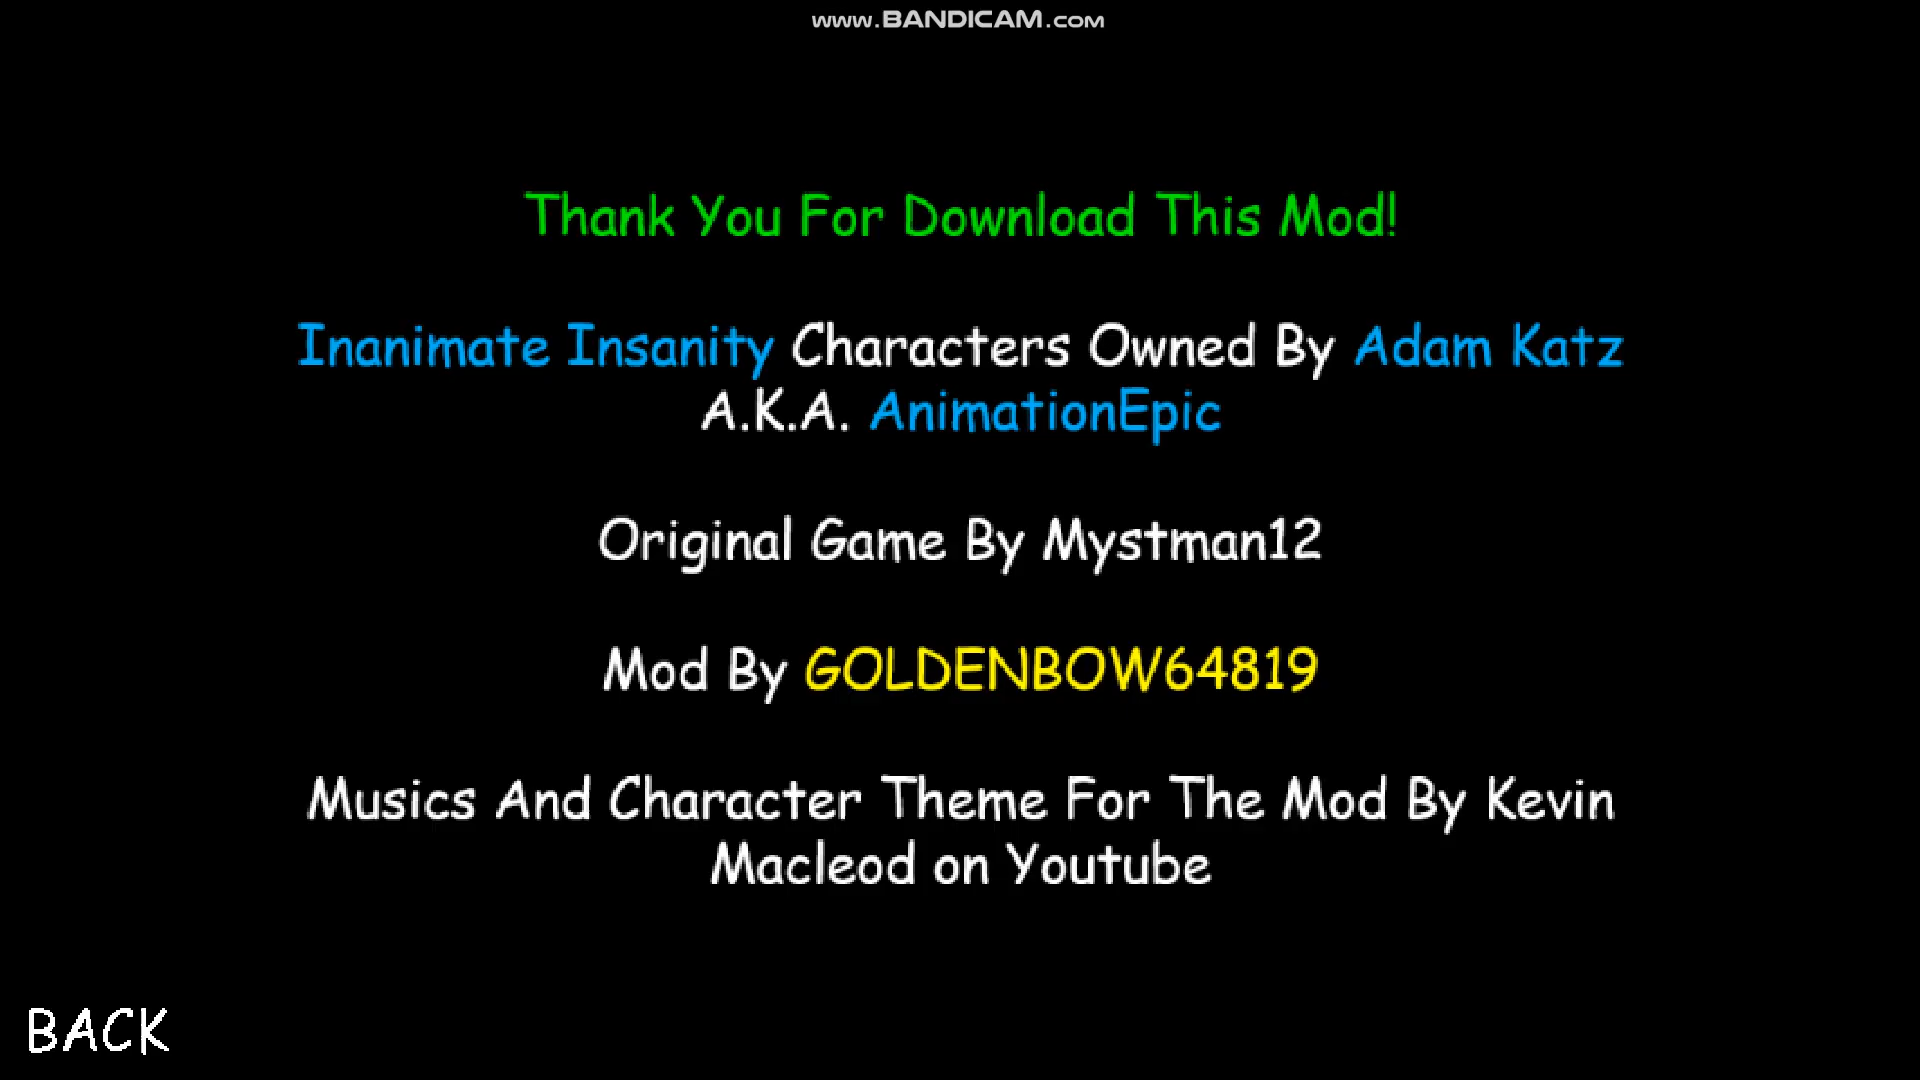 www.BANDICAM.com
Thank You For Download This Mod!
Inanimate Insanity Characters Owned By Adam Katz
A.K.A. AnimationEpic
Original Game By Mystman12
Mod By GOLDENBOW64819
Musics And Character Theme For The Mod By Kevin
Macleod on Youtube
BACK